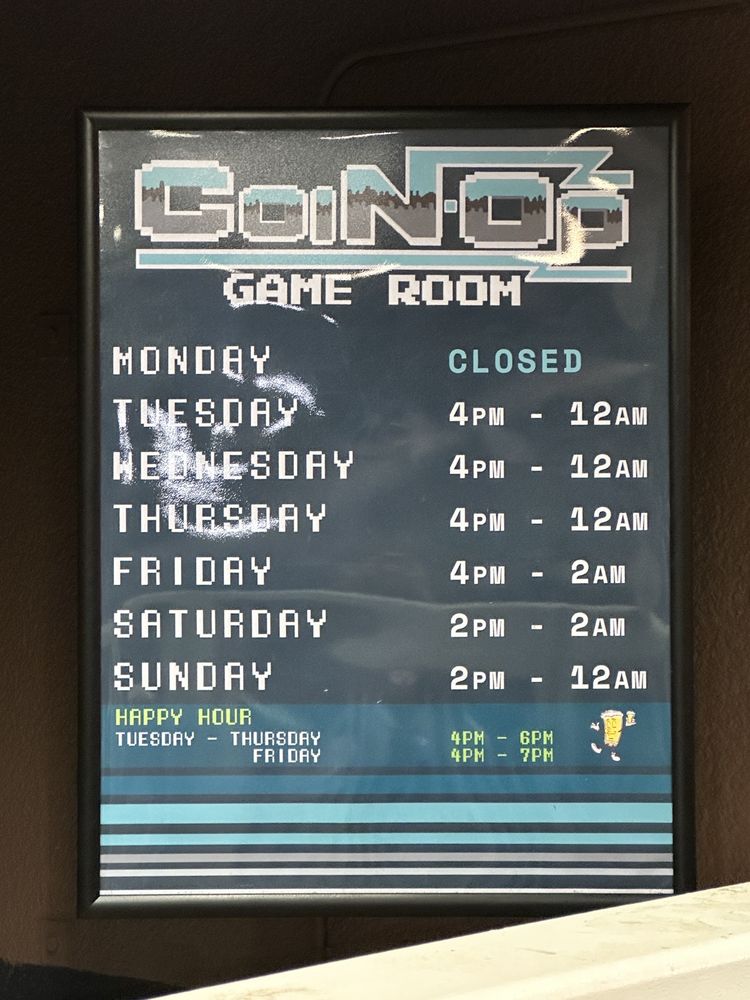 CoiN-Op
GAME ROOM
MONDAY CLOSED
TUESDAY 4PM - 12AM
WEDNESDAY 4PM - 12AM
THURSDAY 4PM - 12AM
FRIDAY 4PM - 2AM
SATURDAY 2PM - 2AM
SUNDAY 2PM - 12AM
HAPPY HOUR
TUESDAY - THURSDAY 4PM - 6PM
FRIDAY 4PM - 7PM